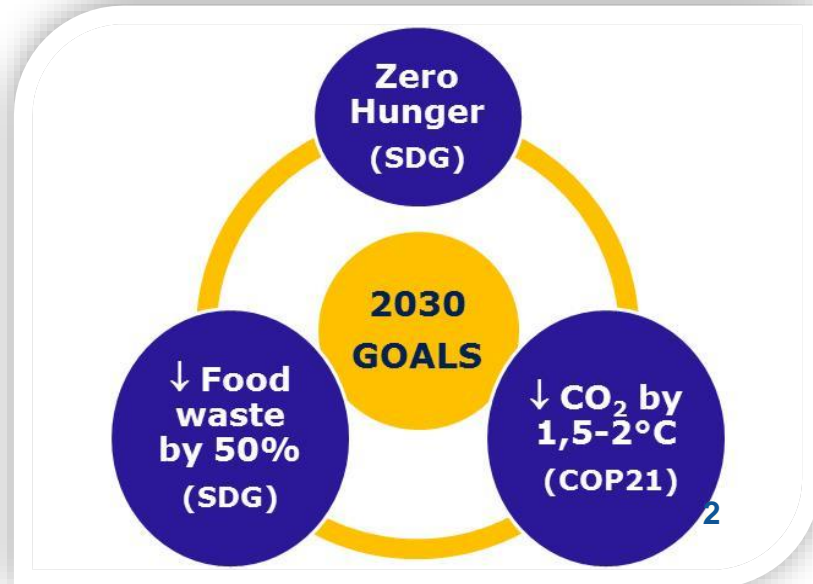 Zero
Hunger
(SDG)
2030
GOALS
↓ Food
waste
by 50%
(SDG)
↓ CO₂ by
1,5-2°C
(COP21)
2